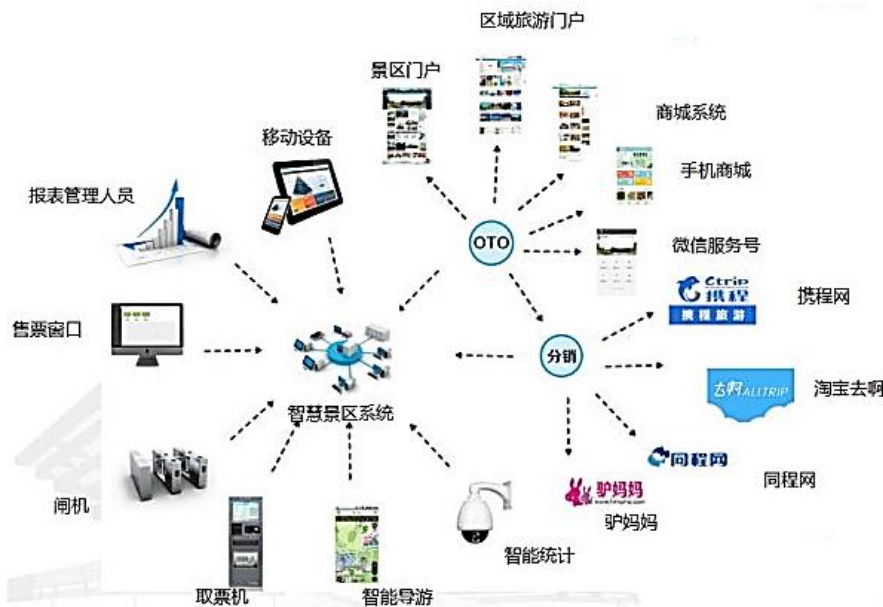 区域旅游门户
景区门户
商城系统
移动设备
手机商城
报表管理人员
OTO
微信服务号
Ctrip
携程
携程旅游
携程网
售票窗口
分销
去啊ALLTRIP
淘宝去啊
智慧景区系统
同程网
同程网
驴妈妈
驴妈妈
闸机
智能统计
取票机
智能导游